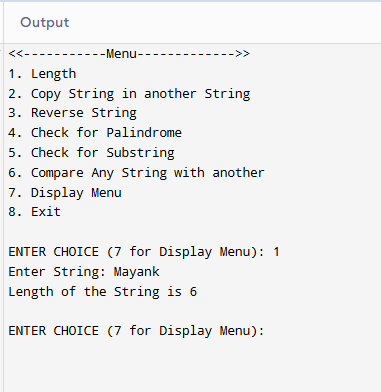 Output
<<-----------Menu------------->>
1. Length
2. Copy String in another String
3. Reverse String
4. Check for Palindrome
5. Check for Substring
6. Compare Any String with another
7. Display Menu
8. Exit
ENTER CHOICE (7 for Display Menu): 1
Enter String: Mayank
Length of the String is 6
ENTER CHOICE (7 for Display Menu):